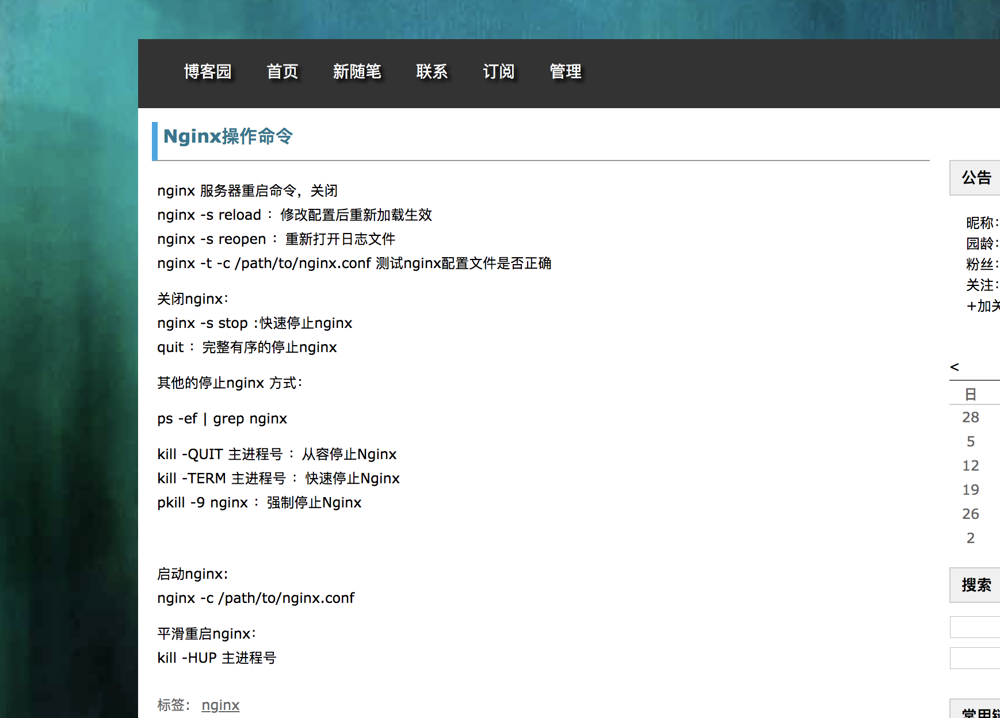 博客园 首页 新随笔 联系 订阅 管理
Nginx操作命令
nginx 服务器重启命令，关闭
nginx -s reload ：修改配置后重新加载生效
nginx -s reopen ：重新打开日志文件
nginx -t -c /path/to/nginx.conf 测试nginx配置文件是否正确
关闭nginx：
nginx -s stop :快速停止nginx
quit ：完整有序的停止nginx
其他的停止nginx 方式：
ps -ef | grep nginx
kill -QUIT 主进程号 ：从容停止Nginx
kill -TERM 主进程号 ：快速停止Nginx
pkill -9 nginx ：强制停止Nginx
启动nginx:
nginx -c /path/to/nginx.conf
平滑重启nginx：
kill -HUP 主进程号
标签： nginx
公告
昵称：
园龄：
粉丝：
关注：
+加关
<
日
28
5
12
19
26
2
搜索
常用链